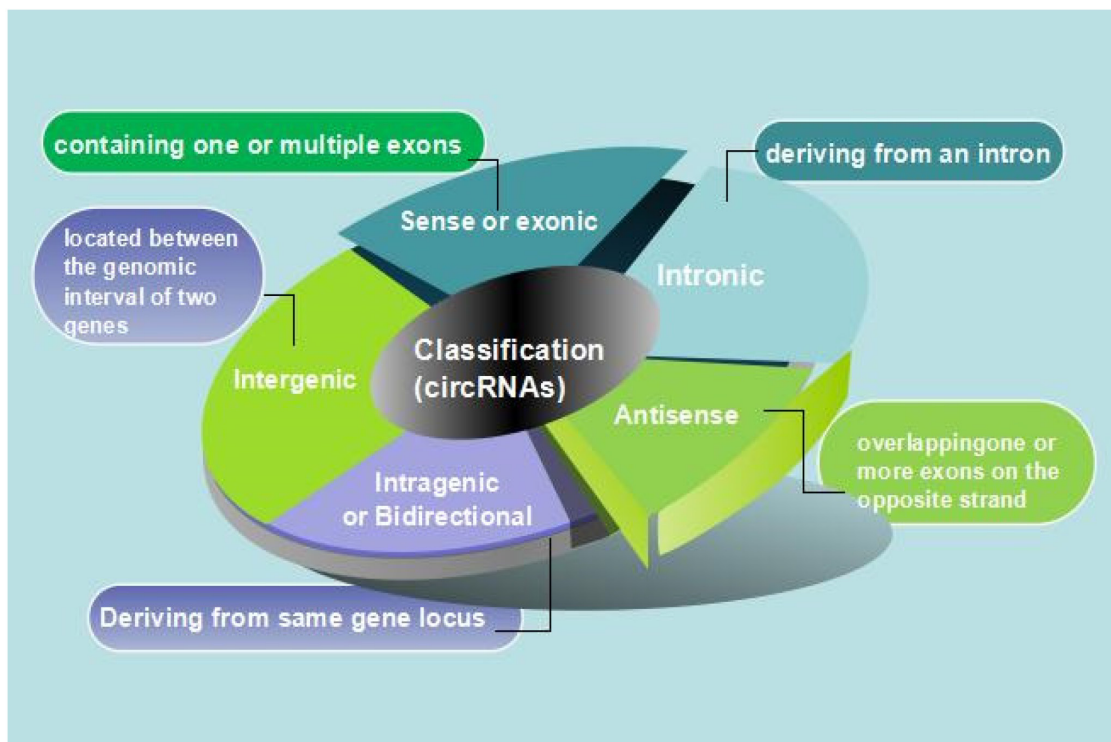 containing one or multiple exons
deriving from an intron
Sense or exonic
located between
the genomic
interval of two
genes
Intronic
Classification
(circRNAs)
Intergenic
Antisense
overlappingone or
more exons on the
opposite strand
Intragenic
or Bidirectional
Deriving from same gene locus